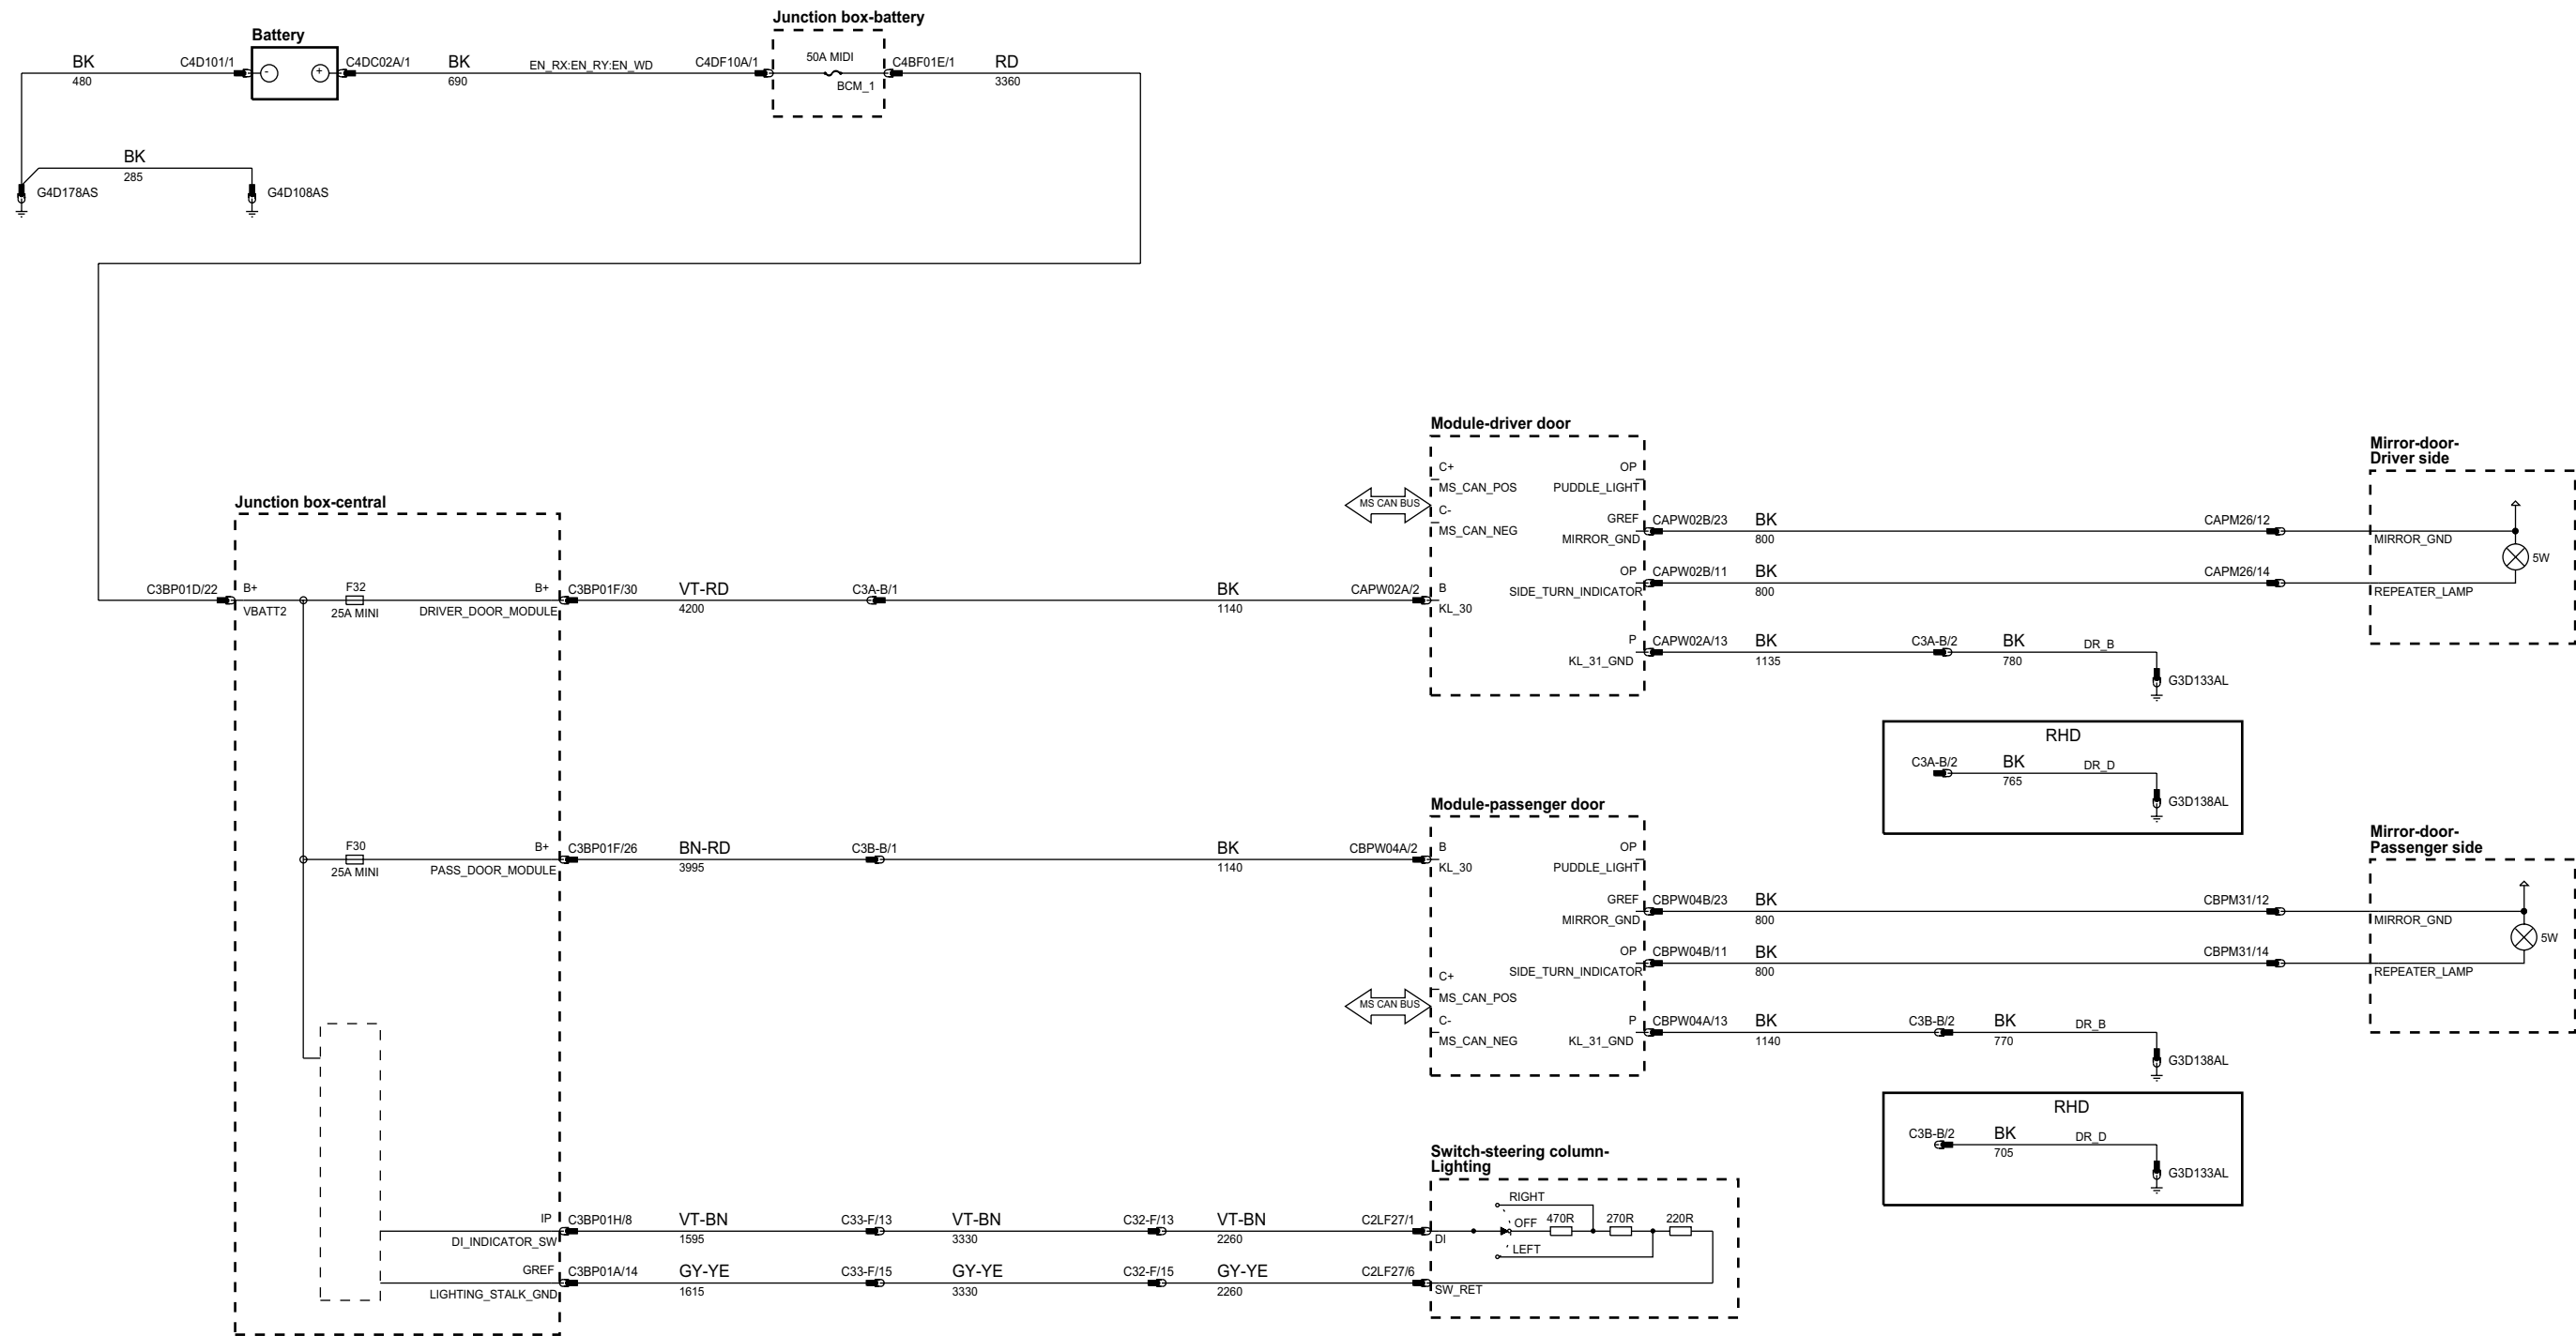 Junction box-battery
Battery
BK
480
C4D101/1
-
+
C4DC02A/1
BK
690
EN_RX:EN_RY:EN_WD
C4DF10A/1
50A MIDI
BCM_1
C4BF01E/1
RD
3360
BK
285
G4D178AS
G4D108AS
Junction box-central
C3BP01D/22
B+
VBATT2
F32
25A MINI
B+
DRIVER_DOOR_MODULE
C3BP01F/30
VT-RD
4200
C3A-B/1
BK
1140
CAPW02A/2
Module-driver door
C+
MS_CAN_POS
MS CAN BUS
C-
MS_CAN_NEG
B
KL_30
OP
PUDDLE_LIGHT
GREF
MIRROR_GND
OP
SIDE_TURN_INDICATOR
P
KL_31_GND
CAPW02B/23
BK
800
CAPM26/12
CAPW02B/11
BK
800
CAPM26/14
CAPW02A/13
BK
1135
C3A-B/2
BK
780
DR_B
G3D133AL
Mirror-door-
Driver side
MIRROR_GND
5W
REPEATER_LAMP
RHD
C3A-B/2
BK
765
DR_D
G3D138AL
F30
25A MINI
B+
PASS_DOOR_MODULE
C3BP01F/26
BN-RD
3995
C3B-B/1
BK
1140
CBPW04A/2
Module-passenger door
B
KL_30
C+
MS_CAN_POS
MS CAN BUS
C-
MS_CAN_NEG
OP
PUDDLE_LIGHT
GREF
MIRROR_GND
OP
SIDE_TURN_INDICATOR
P
KL_31_GND
CBPW04B/23
BK
800
CBPM31/12
CBPW04B/11
BK
800
CBPM31/14
CBPW04A/13
BK
1140
C3B-B/2
BK
770
DR_B
G3D138AL
Mirror-door-
Passenger side
MIRROR_GND
5W
REPEATER_LAMP
RHD
C3B-B/2
BK
705
DR_D
G3D133AL
IP
DI_INDICATOR_SW
C3BP01H/8
VT-BN
1595
C33-F/13
VT-BN
3330
C32-F/13
VT-BN
2260
C2LF27/1
GREF
LIGHTING_STALK_GND
C3BP01A/14
GY-YE
1615
C33-F/15
GY-YE
3330
C32-F/15
GY-YE
2260
C2LF27/6
Switch-steering column-
Lighting
RIGHT
OFF
LEFT
470R
270R
220R
DI
SW_RET